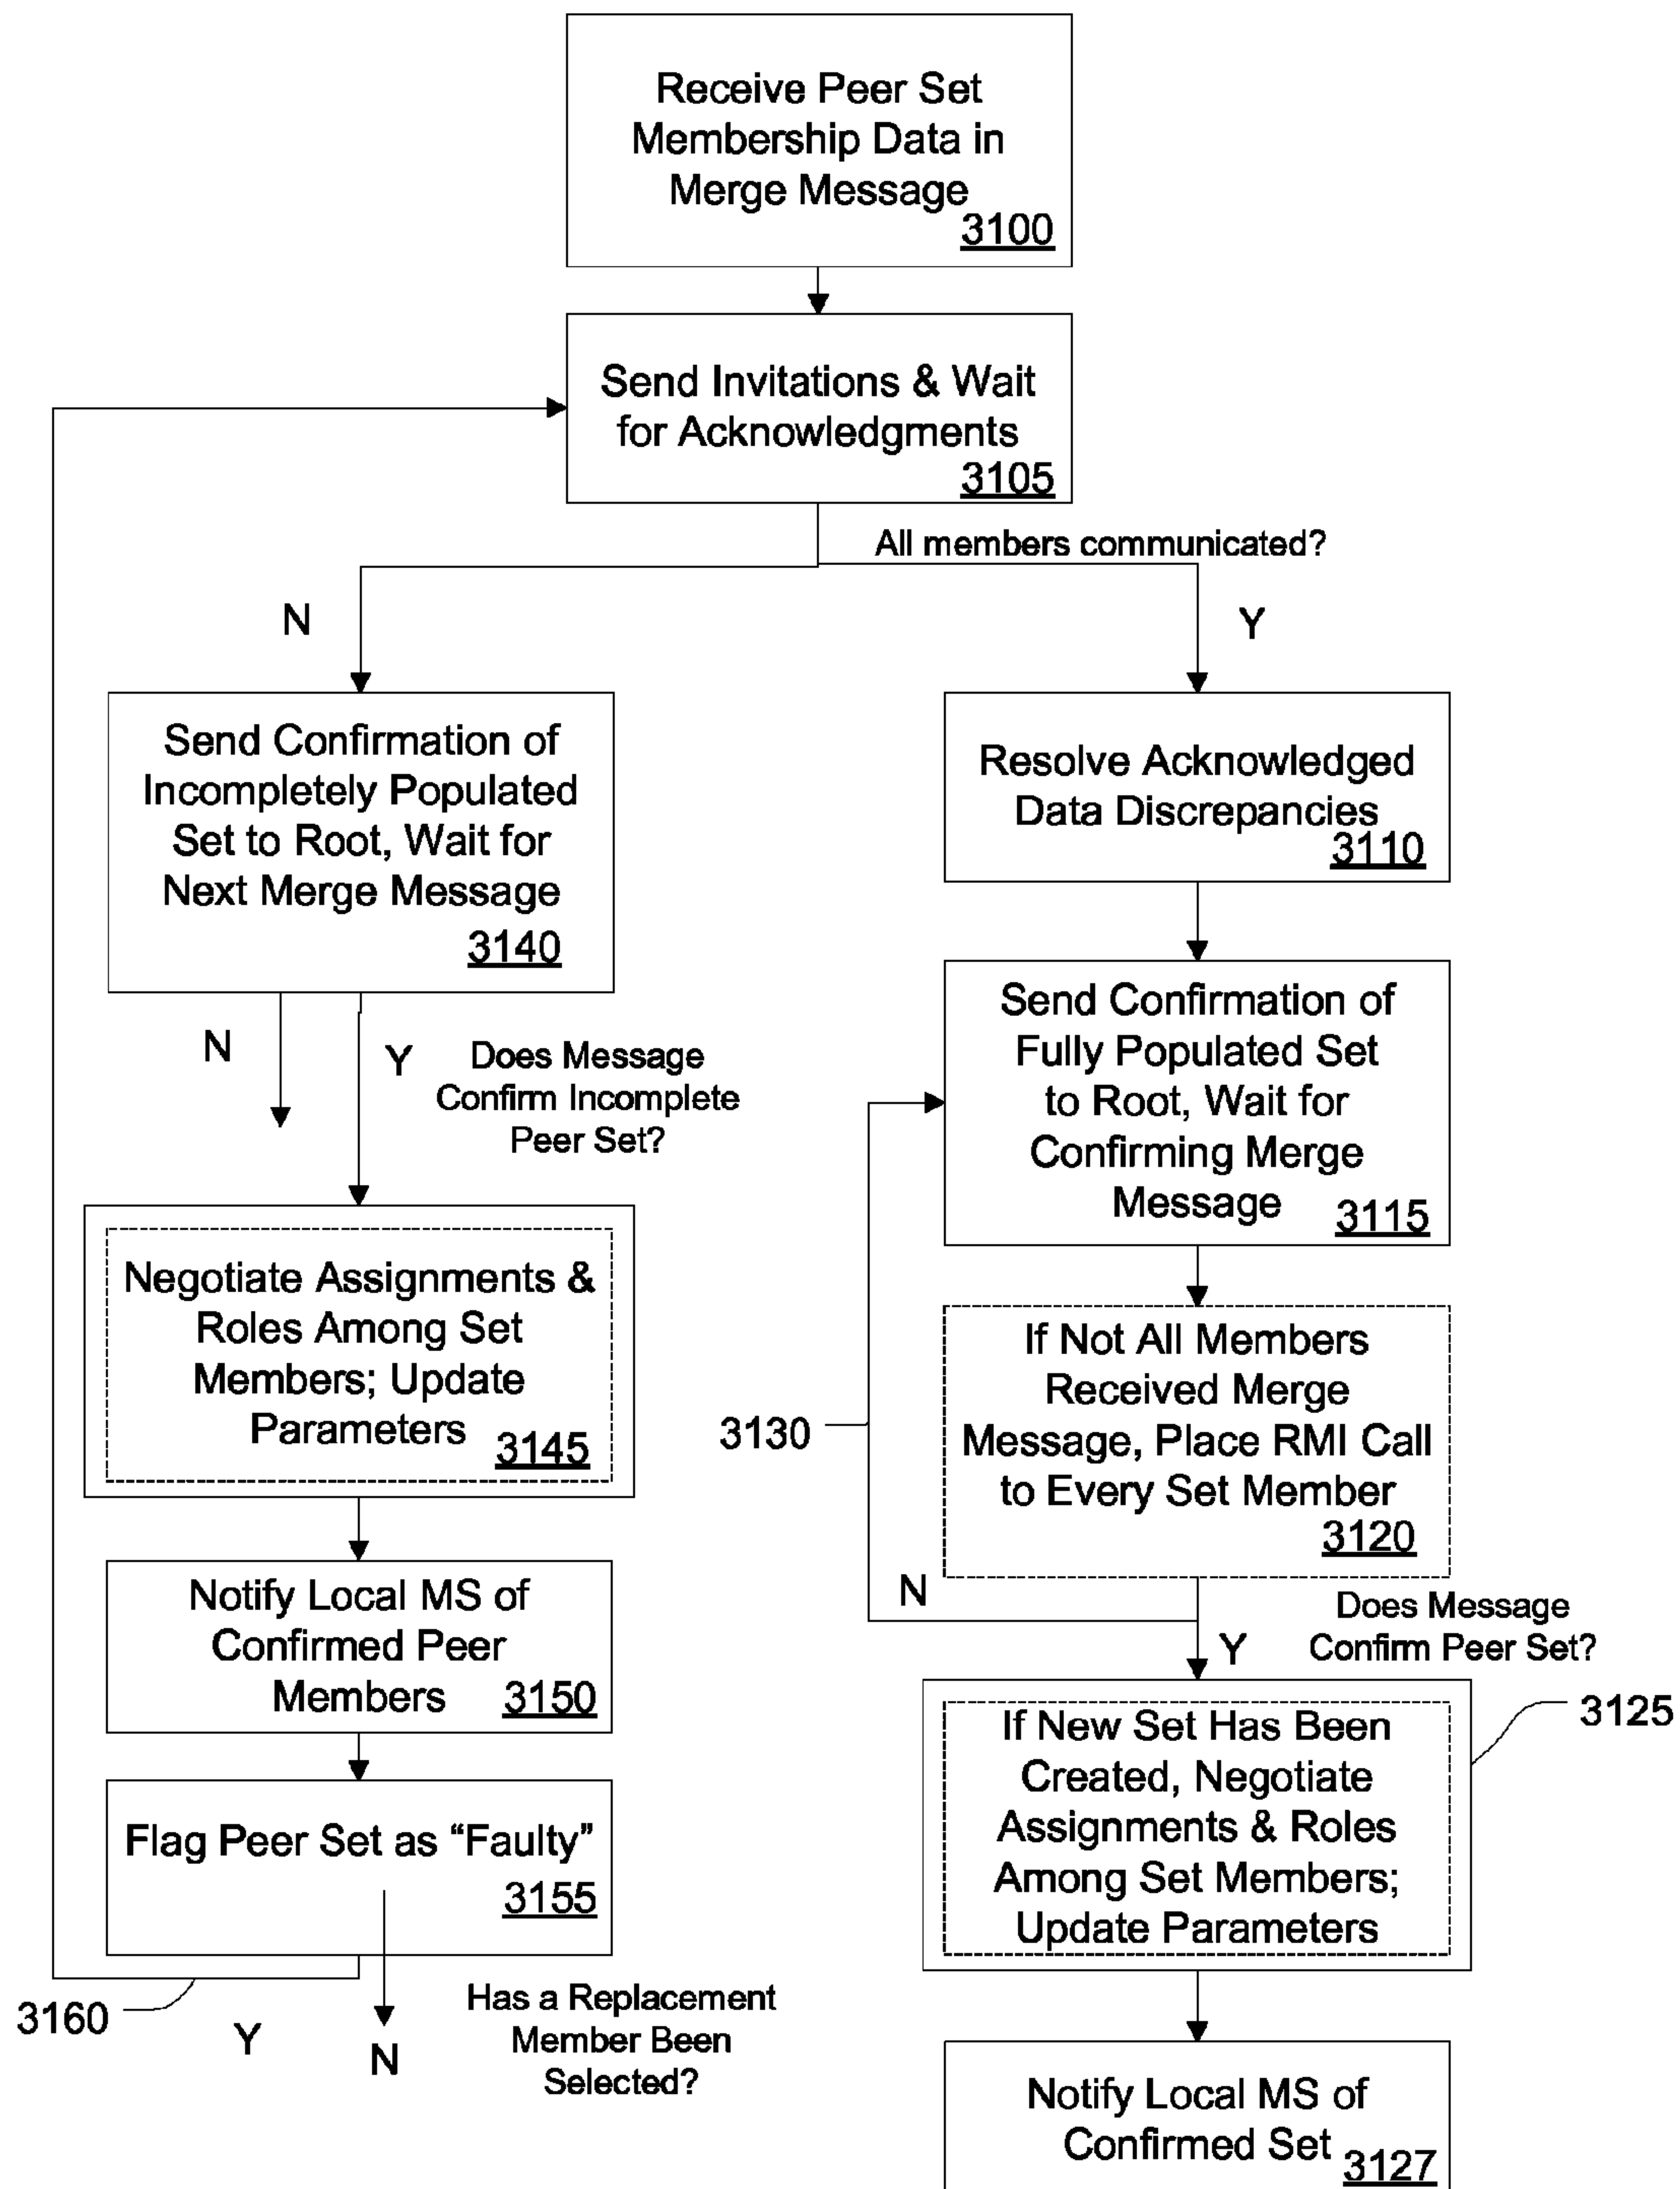 Receive Peer Set
Membership Data in
Merge Message
3100
Send Invitations & Wait
for Acknowledgments
3105
All members communicated?
N
Y
Send Confirmation of
Incompletely Populated
Set to Root, Wait for
Next Merge Message
3140
Resolve Acknowledged
Data Discrepancies
3110
N
Y
Does Message
Confirm Incomplete
Peer Set?
Send Confirmation of
Fully Populated Set
to Root, Wait for
Confirming Merge
Message
3115
Negotiate Assignments &
Roles Among Set
Members; Update
Parameters
3145
3130
If Not All Members
Received Merge
Message, Place RMI Call
to Every Set Member
3120
Notify Local MS of
Confirmed Peer
Members
3150
N
Y
Does Message
Confirm Peer Set?
3125
If New Set Has Been
Created, Negotiate
Assignments & Roles
Among Set Members;
Update Parameters
Flag Peer Set as “Faulty”
3155
3160
Y
N
Has a Replacement
Member Been
Selected?
Notify Local MS of
Confirmed Set
3127